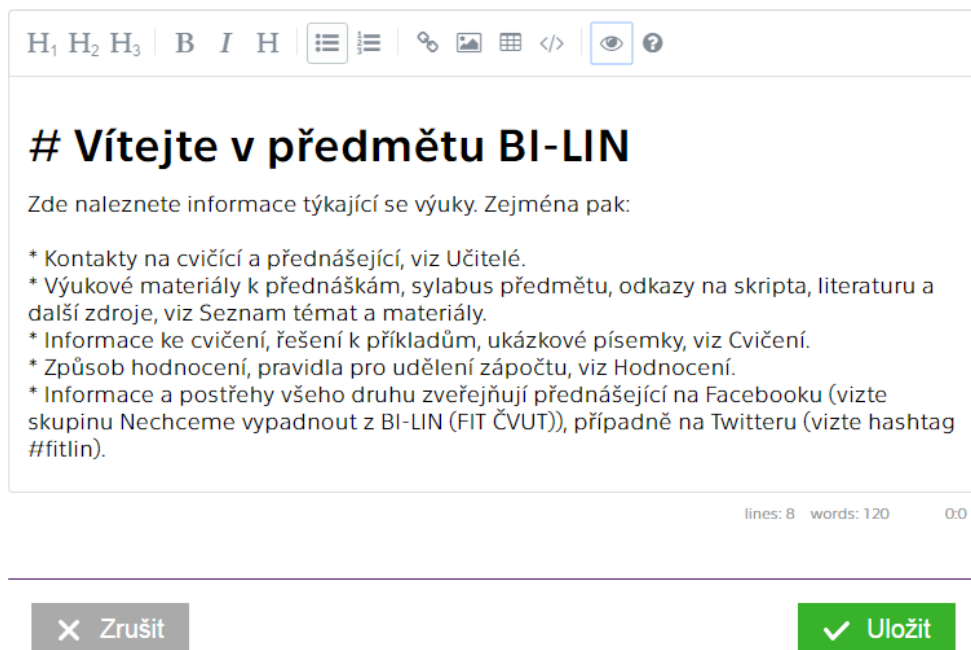 H1 H2 H3 B I H
# Vítejte v předmětu BI-LIN
Zde naleznete informace týkající se výuky. Zejména pak:
* Kontakty na cvičící a přednášející, viz Učitelé.
* Výukové materiály k přednáškám, sylabus předmětu, odkazy na skripta, literaturu a
další zdroje, viz Seznam témat a materiály.
* Informace ke cvičení, řešení k příkladům, ukázkové písemky, viz Cvičení.
* Způsob hodnocení, pravidla pro udělení zápočtu, viz Hodnocení.
* Informace a postřehy všeho druhu zveřejňují přednášející na Facebooku (vizte
skupinu Nechceme vypadnout z BI-LIN (FIT ČVUT)), případně na Twitteru (vizte hashtag
#fitlin).
lines: 8 words: 120 0:0
Zrušit Uložit